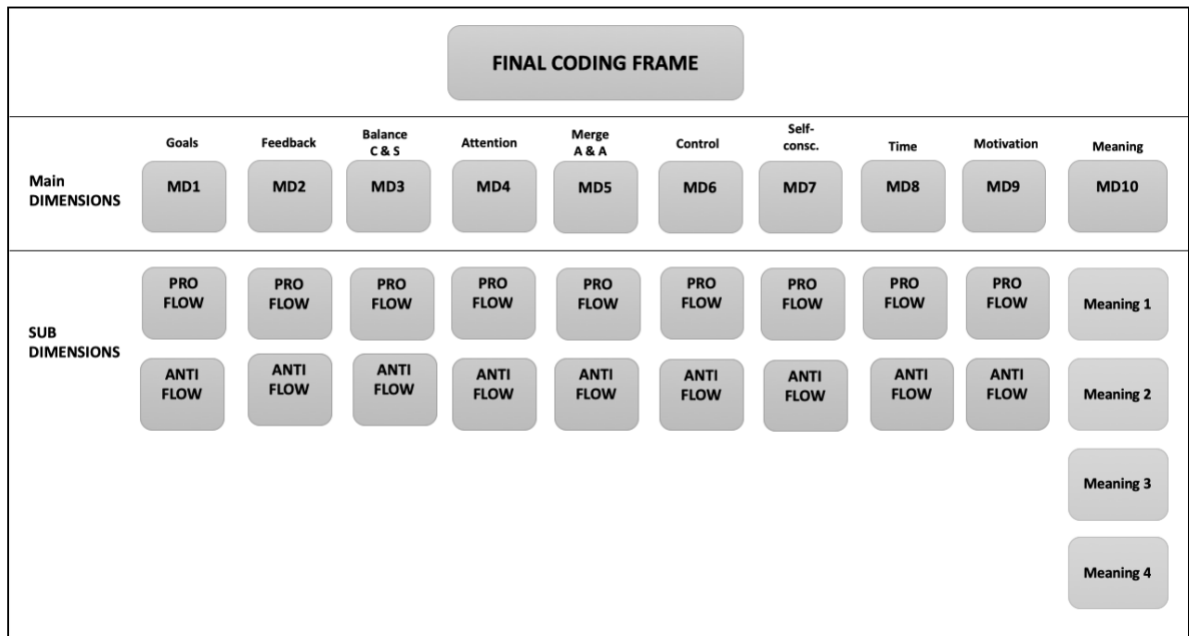 FINAL CODING FRAME
Goals
Feedback
Balance
C & S
Attention
Merge
A & A
Control
Self-
consc.
Time
Motivation
Meaning
Main
DIMENSIONS
MD1
MD2
MD3
MD4
MD5
MD6
MD7
MD8
MD9
MD10
SUB
DIMENSIONS
PRO
FLOW
PRO
FLOW
PRO
FLOW
PRO
FLOW
PRO
FLOW
PRO
FLOW
PRO
FLOW
PRO
FLOW
PRO
FLOW
Meaning 1
ANTI
FLOW
ANTI
FLOW
ANTI
FLOW
ANTI
FLOW
ANTI
FLOW
ANTI
FLOW
ANTI
FLOW
ANTI
FLOW
ANTI
FLOW
Meaning 2
Meaning 3
Meaning 4